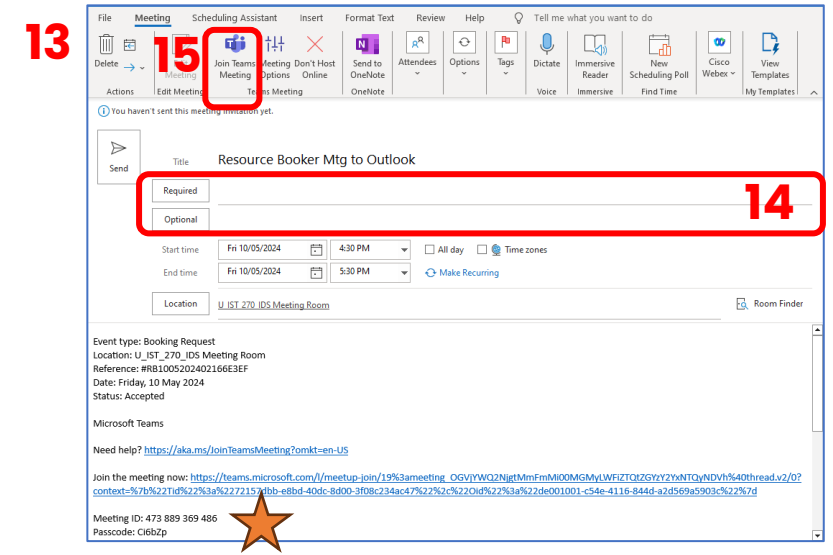 13
File Meeting Scheduling Assistant Insert Format Text Review Help Tell me what you want to do
15
Delete Join Teams Meeting Don't Host Send to Attendees Options Tags Dictate Immersive New Cisco View
Meeting Meeting Options Online OneNote Reader Scheduling Poll Webex Templates
Actions Edit Meeting Teams Meeting OneNote Voice Immersive Find Time My Templates
You haven't sent this meeting invitation yet.
Send
Title Resource Booker Mtg to Outlook
Required
14
Optional
Start time Fri 10/05/2024 4:30 PM All day Time zones
End time Fri 10/05/2024 5:30 PM Make Recurring
Location U_IST_270_IDS Meeting Room Room Finder
Event type: Booking Request
Location: U_IST_270_IDS Meeting Room
Reference: #RB1005202402166E3EF
Date: Friday, 10 May 2024
Status: Accepted
Microsoft Teams
Need help? https://aka.ms/JoinTeamsMeeting?omkt=en-US
Join the meeting now: https://teams.microsoft.com/l/meetup-join/19%3ameeting_OGVjYWQ2NjgtMmFmMi00MGMyLWFiZTQtZGYzY2YxNTQyNDVh%40thread.v2/0?
context=%7b%22Tid%22%3a%2272157dbb-e8bd-40dc-8d00-3f08c234ac47%22%2c%22Oid%22%3a%22de001001-c54e-4116-844d-a2d569a5903c%22%7d
Meeting ID: 473 889 369 486
Passcode: Ci6bZp